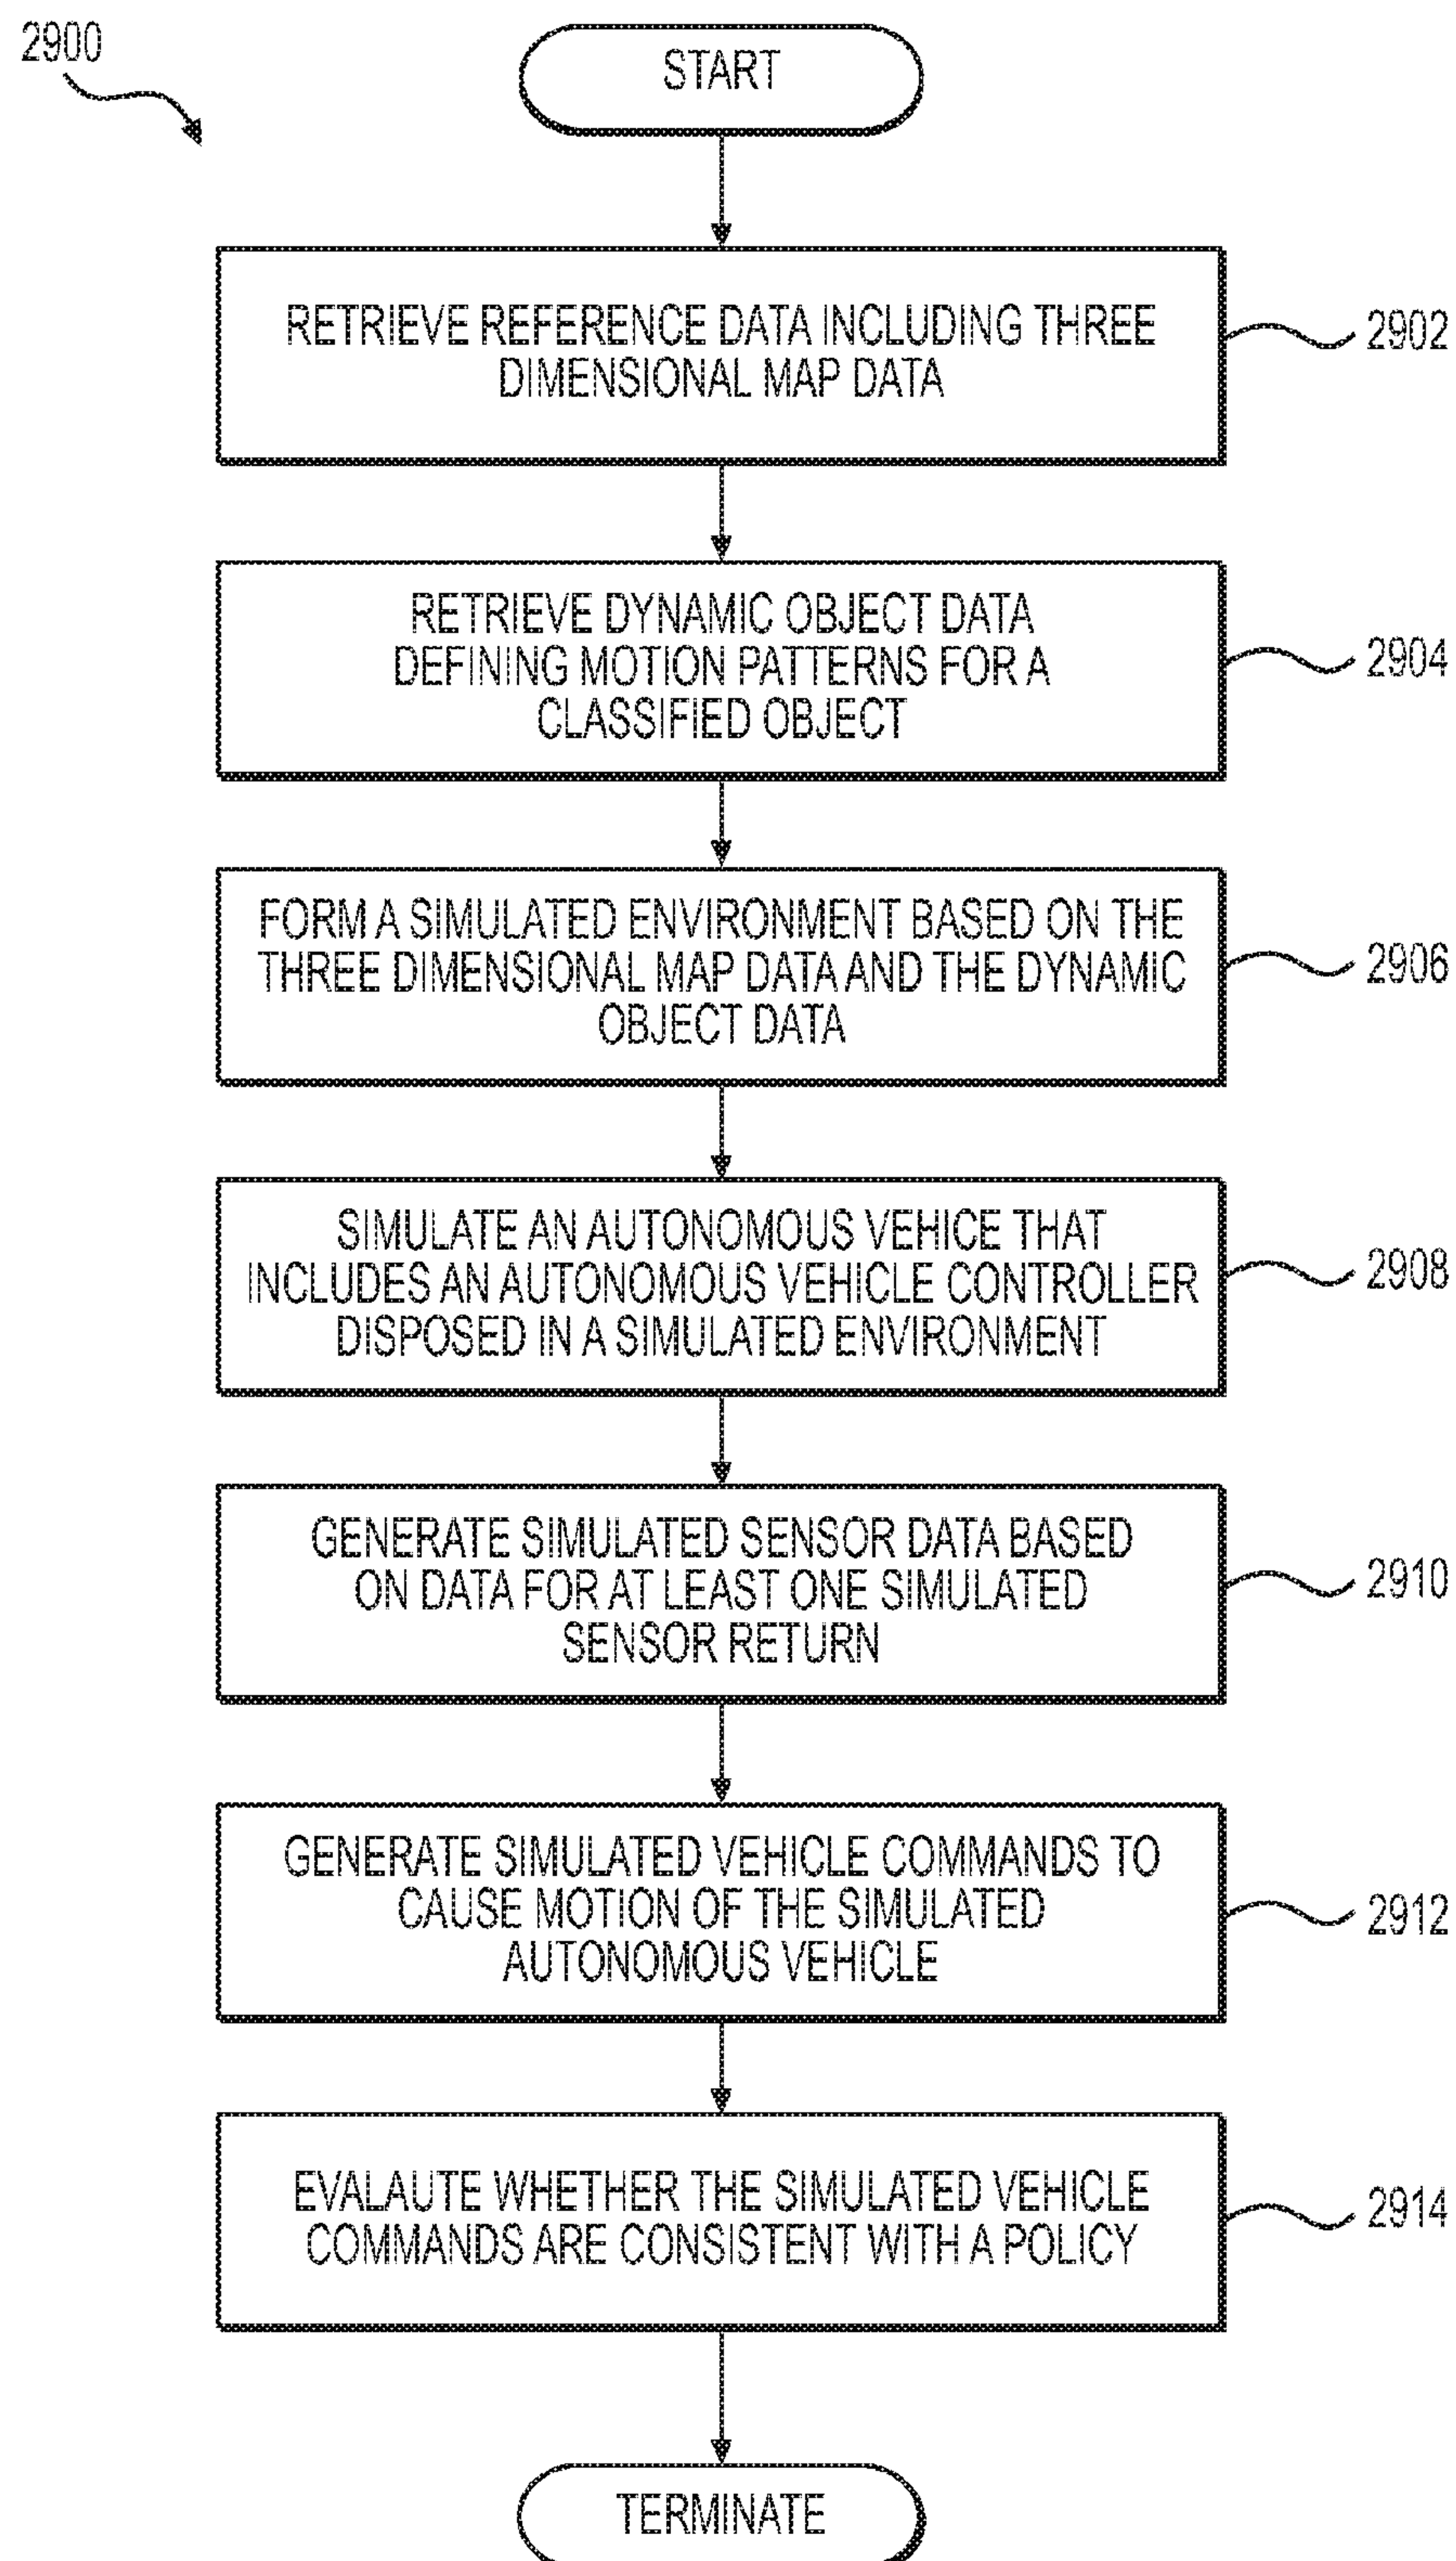 2900
START
RETRIEVE REFERENCE DATA INCLUDING THREE
DIMENSIONAL MAP DATA
2902
RETRIEVE DYNAMIC OBJECT DATA
DEFINING MOTION PATTERNS FOR A
CLASSIFIED OBJECT
2904
FORM A SIMULATED ENVIRONMENT BASED ON THE
THREE DIMENSIONAL MAP DATA AND THE DYNAMIC
OBJECT DATA
2906
SIMULATE AN AUTONOMOUS VEHICE THAT
INCLUDES AN AUTONOMOUS VEHICLE CONTROLLER
DISPOSED IN A SIMULATED ENVIRONMENT
2908
GENERATE SIMULATED SENSOR DATA BASED
ON DATA FOR AT LEAST ONE SIMULATED
SENSOR RETURN
2910
GENERATE SIMULATED VEHICLE COMMANDS TO
CAUSE MOTION OF THE SIMULATED
AUTONOMOUS VEHICLE
2912
EVALAUTE WHETHER THE SIMULATED VEHICLE
COMMANDS ARE CONSISTENT WITH A POLICY
2914
TERMINATE